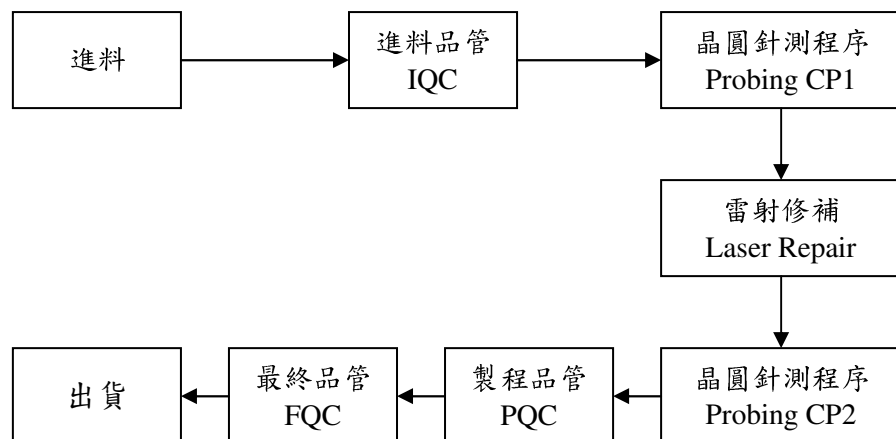 進料
進料品管
IQC
晶圓針測程序
Probing CP1
雷射修補
Laser Repair
晶圓針測程序
Probing CP2
製程品管
PQC
最終品管
FQC
出貨